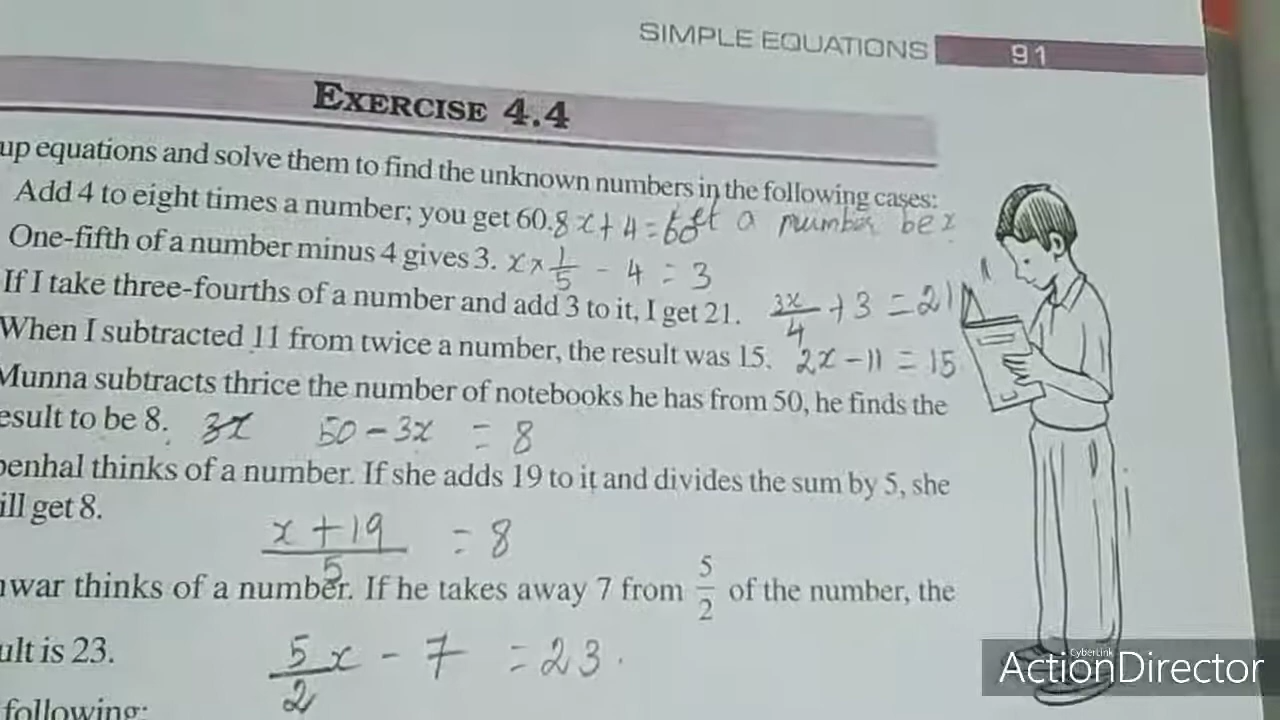 SIMPLE EQUATIONS 91
EXERCISE 4.4
up equations and solve them to find the unknown numbers in the following cases:
Add 4 to eight times a number; you get 60. 8x + 4 = 60 a number be x
One-fifth of a number minus 4 gives 3. x × 1/5 - 4 = 3
If I take three-fourths of a number and add 3 to it, I get 21. 3x/4 + 3 = 21
When I subtracted 11 from twice a number, the result was 15. 2x - 11 = 15
Munna subtracts thrice the number of notebooks he has from 50, he finds the
esult to be 8. 3x 50 - 3x = 8
benhal thinks of a number. If she adds 19 to it and divides the sum by 5, she
ill get 8.
x + 19 / 5 = 8
nwar thinks of a number. If he takes away 7 from 5/2 of the number, the
ult is 23. 5/2 x - 7 = 23.
following:
CyberLink
ActionDirector